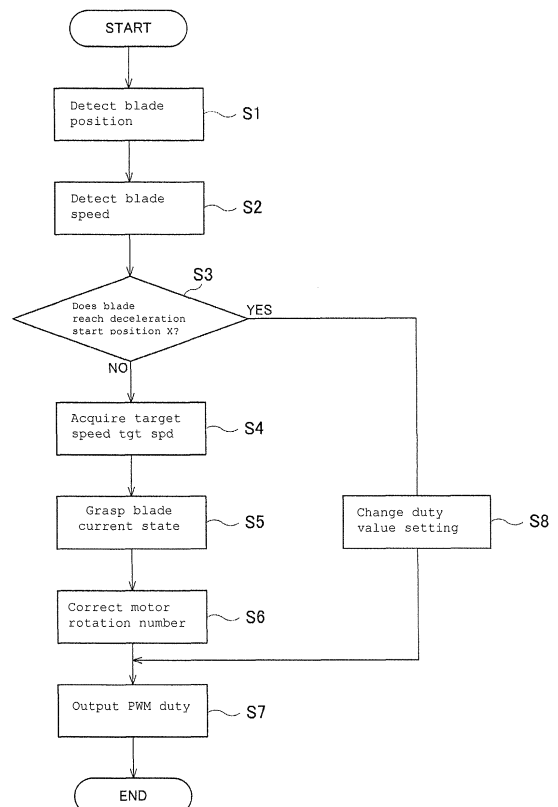 START
Detect blade
position
S1
Detect blade
speed
S2
S3
Does blade
reach deceleration
start position X?
YES
NO
Acquire target
speed tgt spd
S4
Grasp blade
current state
S5
Change duty
value setting
S8
Correct motor
rotation number
S6
Output PWM duty
S7
END